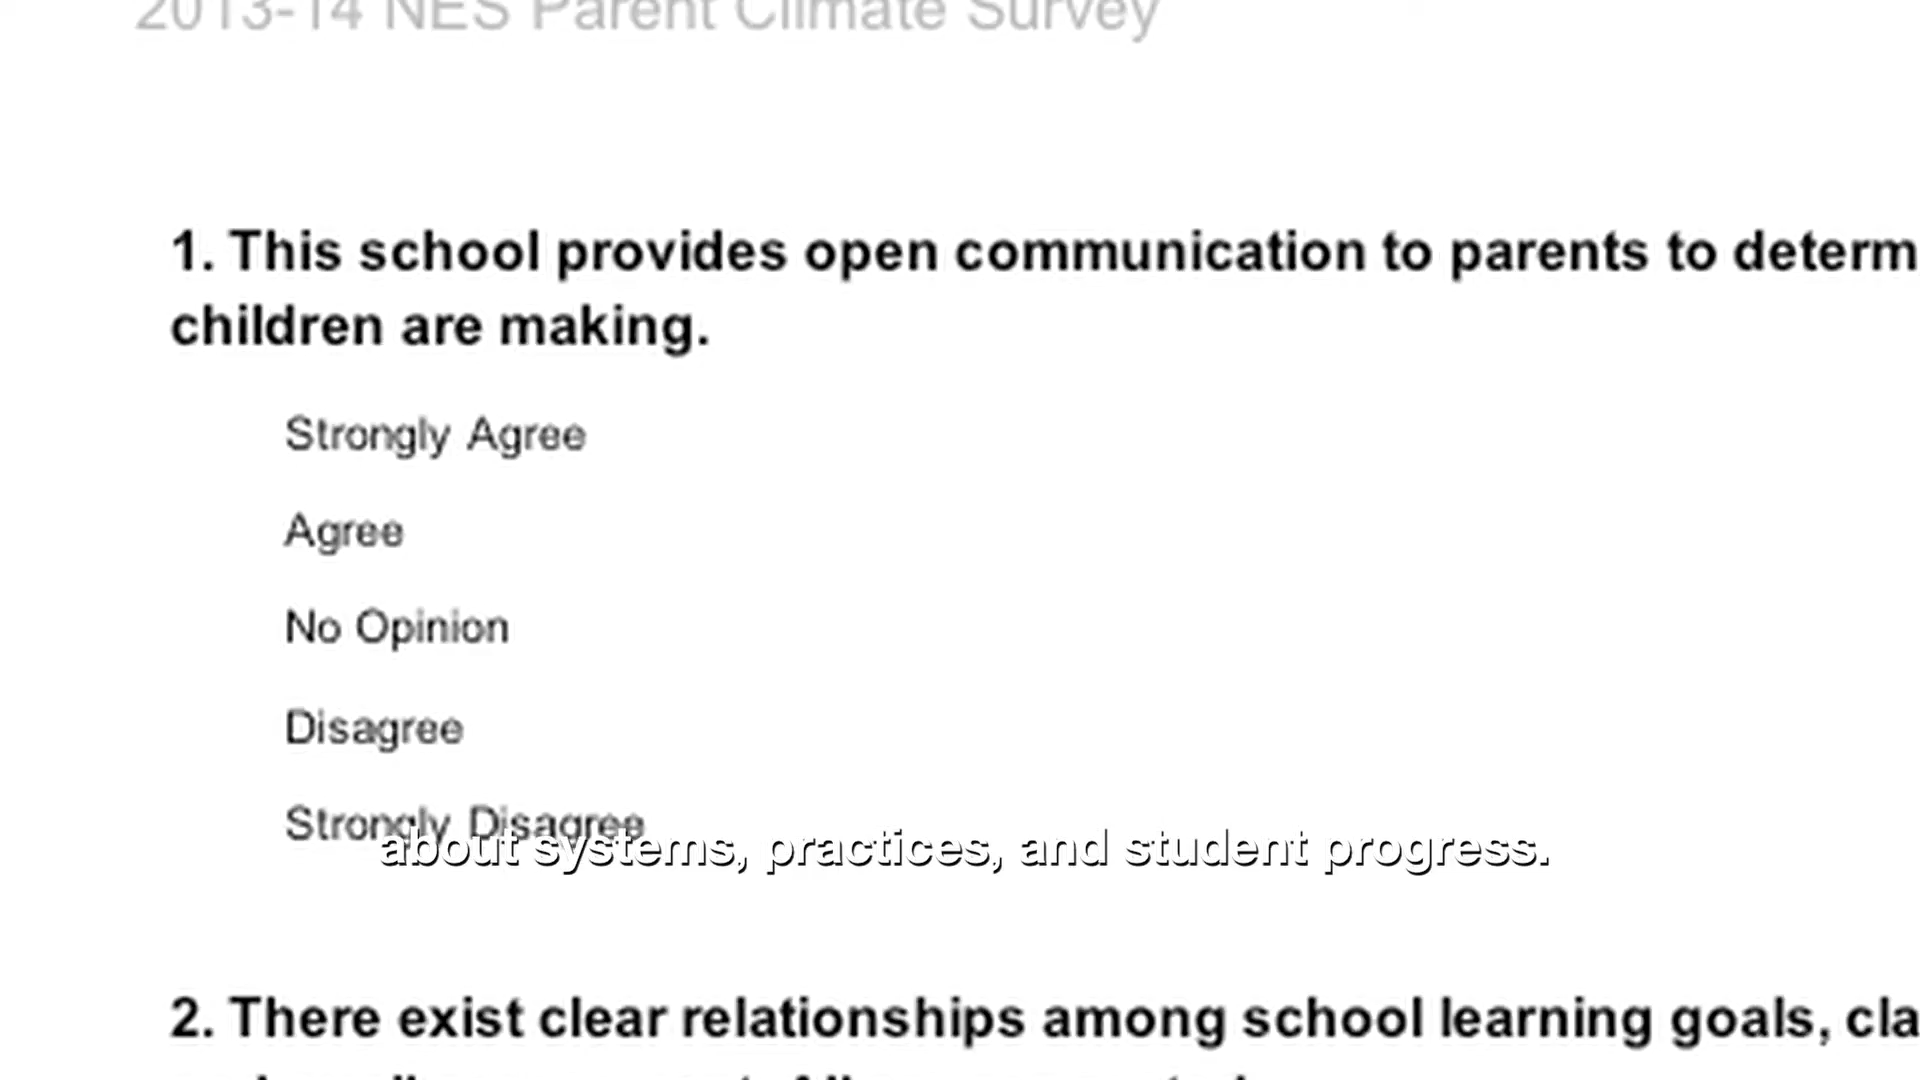 2013-14 NES Parent Climate Survey
1. This school provides open communication to parents to determ
children are making.
Strongly Agree
Agree
No Opinion
Disagree
Strongly Disagree
about systems, practices, and student progress.
2. There exist clear relationships among school learning goals, cla